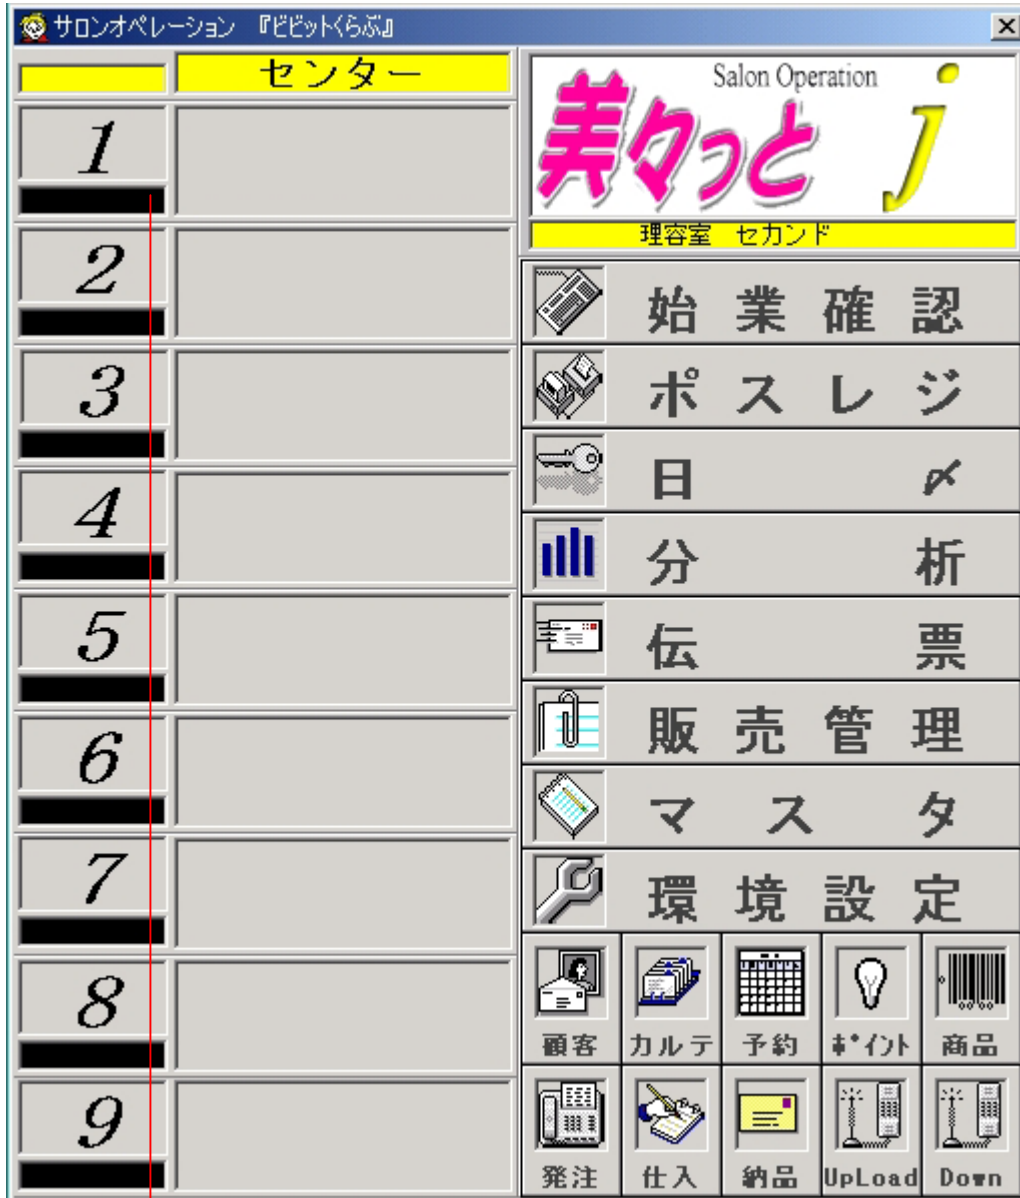 サロンオペレーション 『ビビットくらぶ』
センター
1
2
3
4
5
6
7
8
9
Salon Operation
美々っと j
理容室 セカンド
始業確認
ポスレジ
日〆
分析
伝票
販売管理
マスタ
環境設定
顧客 カルテ 予約 ﾎﾟｲﾝﾄ 商品
発注 仕入 納品 UpLoad Down